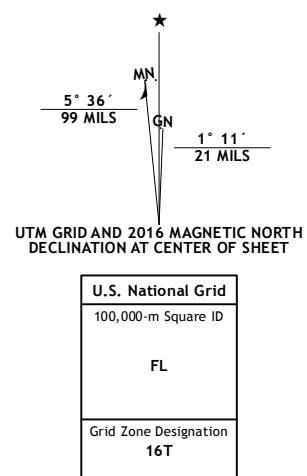 ★
MN
5° 36´
99 MILS
GN
1° 11´
21 MILS
UTM GRID AND 2016 MAGNETIC NORTH
DECLINATION AT CENTER OF SHEET
U.S. National Grid
100,000-m Square ID
FL
Grid Zone Designation
16T